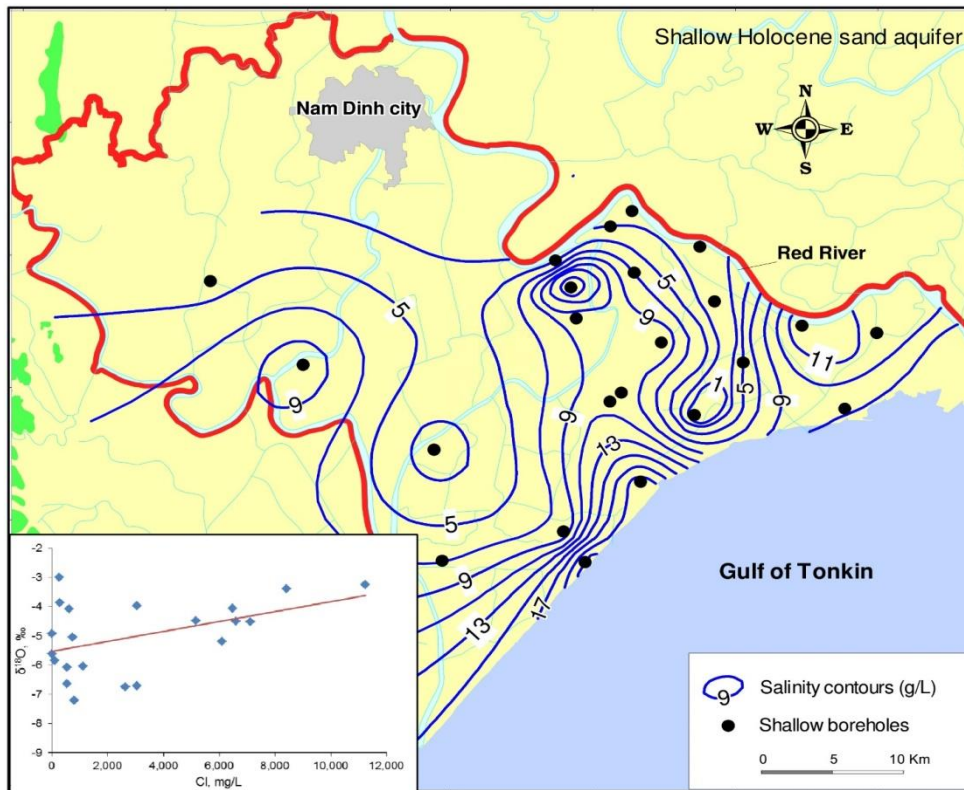 Shallow Holocene sand aquifer
Nam Dinh city
N
W E
S
Red River
5
9
5
9
1
5
9
11
9
13
5
9
13
17
Gulf of Tonkin
-2
-3
-4
-5
-6
-7
-8
-9
δ¹⁸O, ‰
0 2,000 4,000 6,000 8,000 10,000 12,000
Cl, mg/L
9 Salinity contours (g/L)
Shallow boreholes
0 5 10 Km